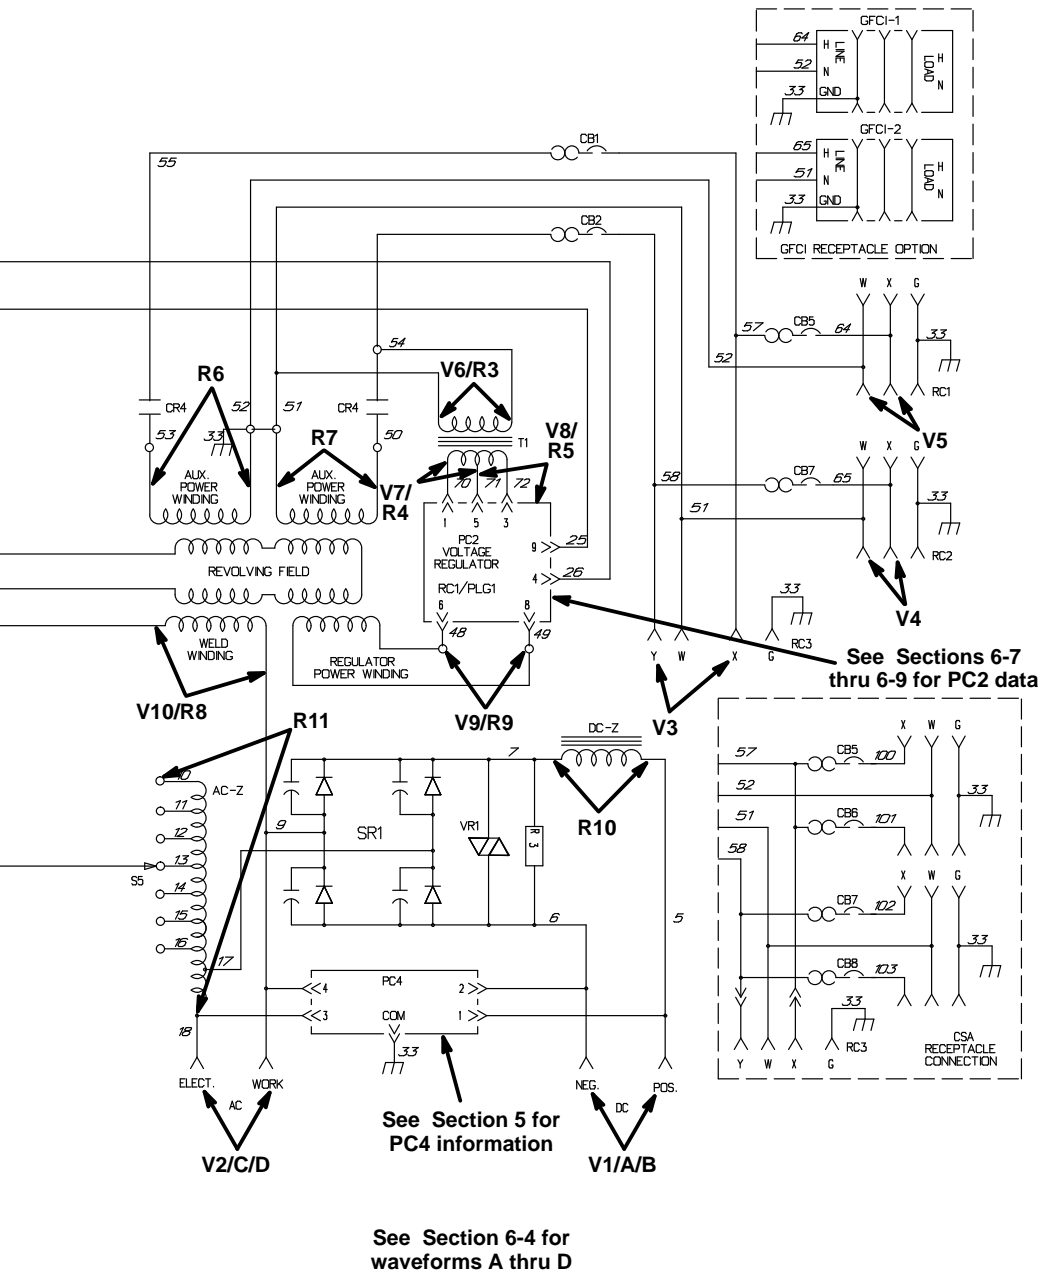 GFCI-1
64 H LINE LOAD H
52 N N
33 GND
GFCI-2
65 H LINE LOAD H
51 N N
33 GND
GFCI RECEPTACLE OPTION
CB1
55
CB2
W X G
57 CB5 64 33
52
RC1
V5
54
R6 V6/R3
CR4 52 51 CR4
53 33 R7 50 T1 V8/
R5
AUX. POWER WINDING
AUX. POWER WINDING
V7/
R4
70 71 72
1 5 3
PC2
VOLTAGE
REGULATOR
RC1/PLG1
9 25
4 26
6 8
48 49
W X G
58 CB7 65 33
51
RC2
V4
REVOLVING FIELD
WELD
WINDING
REGULATOR
POWER WINDING
33
RC3
Y W X G
See Sections 6-7
thru 6-9 for PC2 data
V10/R8
V9/R9
V3
R11
DC-Z
7
R10
10 AC-Z
11
12
13
S5
14
15
16
17
18
9 SR1 VR1 R3
6 5
X W G
57 CB5 100
52 33
51 CB6 101
58
X W G
CB7 102
33
CB8 103
33
RC3
Y W X G
CSA
RECEPTACLE
CONNECTION
PC4
4 2
3 COM 1
33
ELECT. WORK
AC
NEG. POS.
DC
See Section 5 for
PC4 information
V2/C/D
V1/A/B
See Section 6-4 for
waveforms A thru D